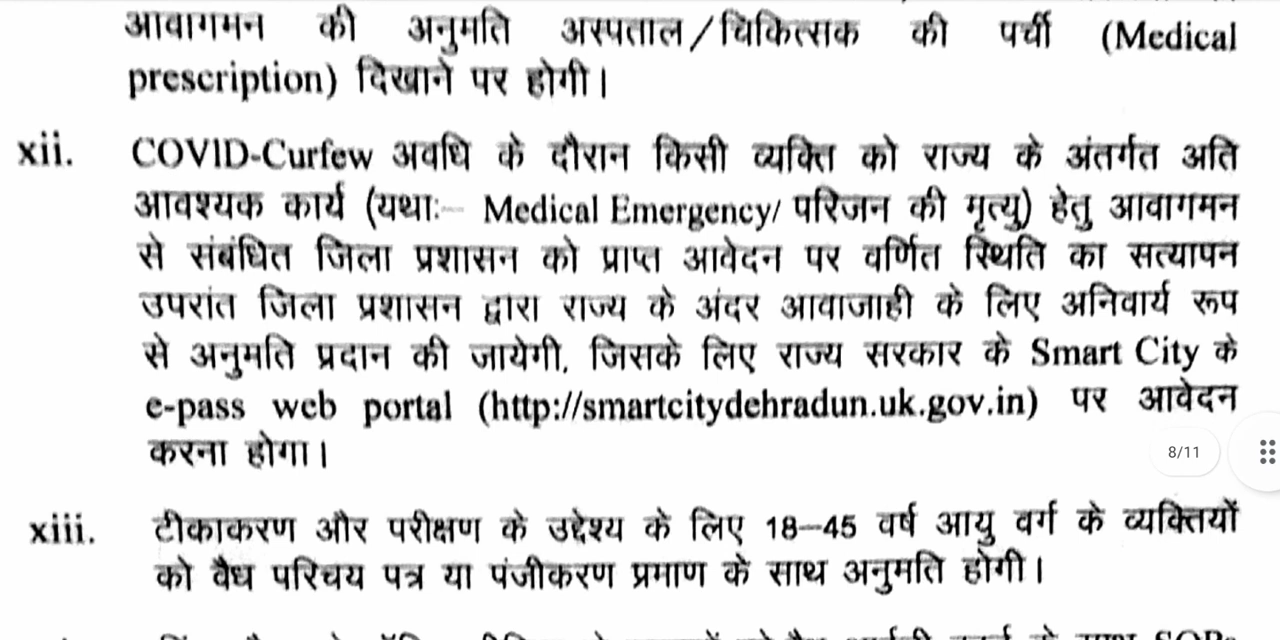 आवागमन की अनुमति अस्पताल/चिकित्सक की पर्ची (Medical
prescription) दिखाने पर होगी।
xii. COVID-Curfew अवधि के दौरान किसी व्यक्ति को राज्य के अंतर्गत अति
आवश्यक कार्य (यथा:– Medical Emergency/ परिजन की मृत्यु) हेतु आवागमन
से संबंधित जिला प्रशासन को प्राप्त आवेदन पर वर्णित स्थिति का सत्यापन
उपरांत जिला प्रशासन द्वारा राज्य के अंदर आवाजाही के लिए अनिवार्य रूप
से अनुमति प्रदान की जायेगी, जिसके लिए राज्य सरकार के Smart City के
e-pass web portal (http://smartcitydehradun.uk.gov.in) पर आवेदन
करना होगा।
8/11
xiii. टीकाकरण और परीक्षण के उद्देश्य के लिए 18–45 वर्ष आयु वर्ग के व्यक्तियों
को वैध परिचय पत्र या पंजीकरण प्रमाण के साथ अनुमति होगी।